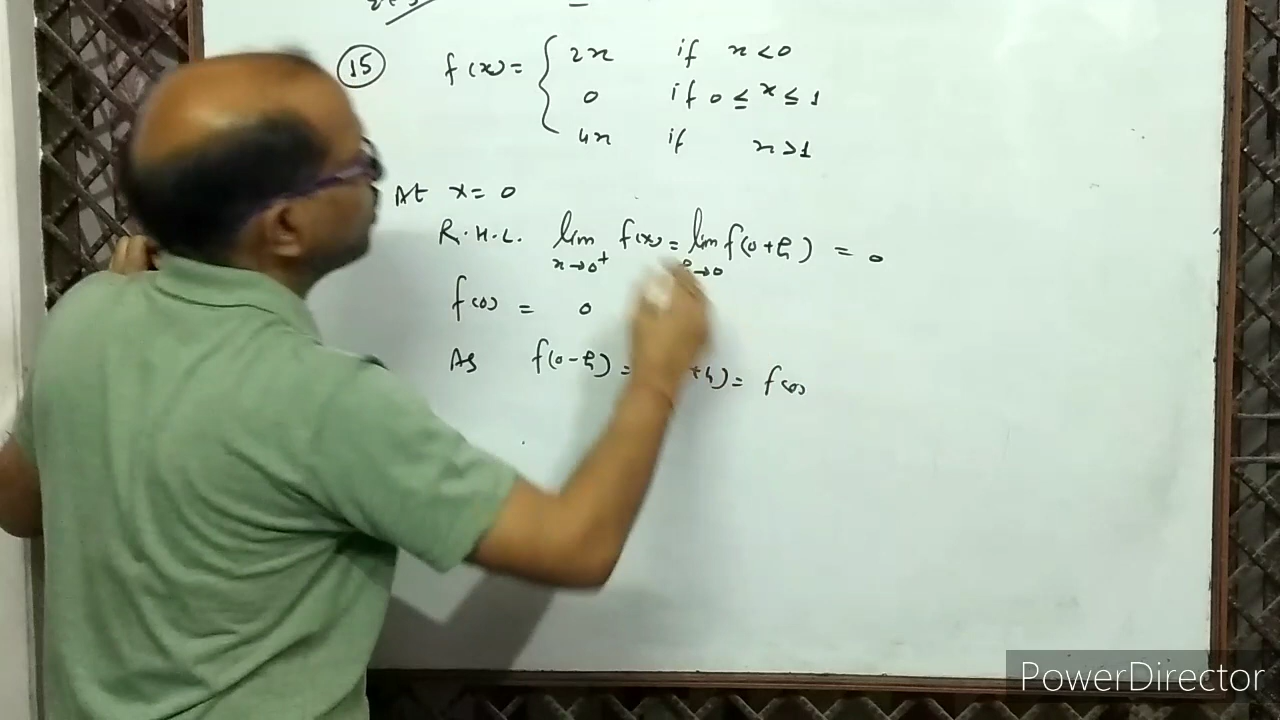 15 f(x) = { 2x if x < 0
0 if 0 ≤ x ≤ 1
4x if x > 1
At x = 0
R.H.L. lim x→0+ f(x) = lim →0 f(0+h) = 0
f(0) = 0
As f(0-h) = +h) = f(0)
PowerDirector